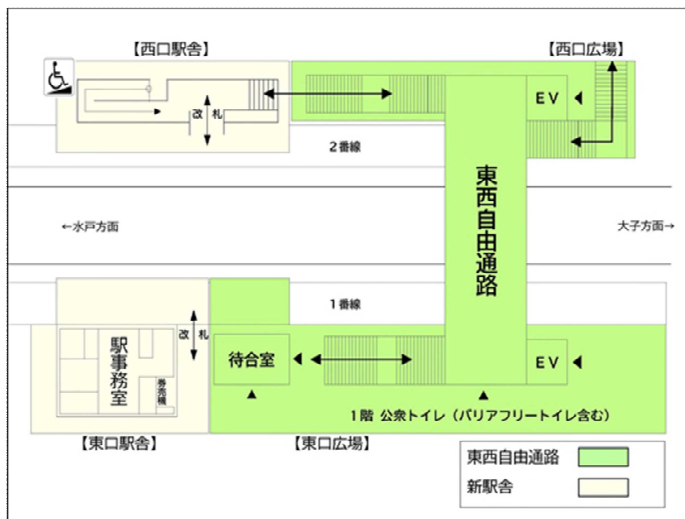 【西口駅舎】
【西口広場】
EV
改札
2番線
東西自由通路
←水戸方面
大子方面→
1番線
改札
駅事務室
券売機
待合室
EV
1階 公衆トイレ（バリアフリートイレ含む）
【東口駅舎】
【東口広場】
東西自由通路
新駅舎